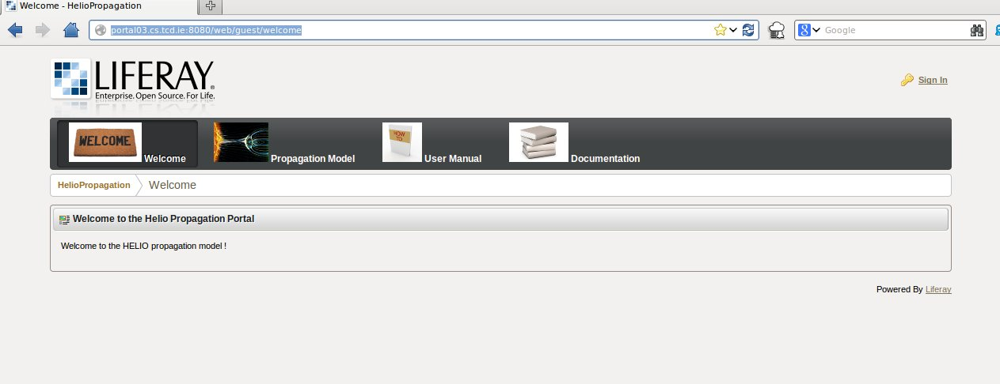 Welcome - HelioPropagation
portal03.cs.tcd.ie:8080/web/guest/welcome
Google
LIFERAY®
Enterprise. Open Source. For Life.
Sign In
WELCOME
Welcome
Propagation Model
HOW
TO
User Manual
Documentation
HelioPropagation
Welcome
Welcome to the Helio Propagation Portal
Welcome to the HELIO propagation model !
Powered By Liferay